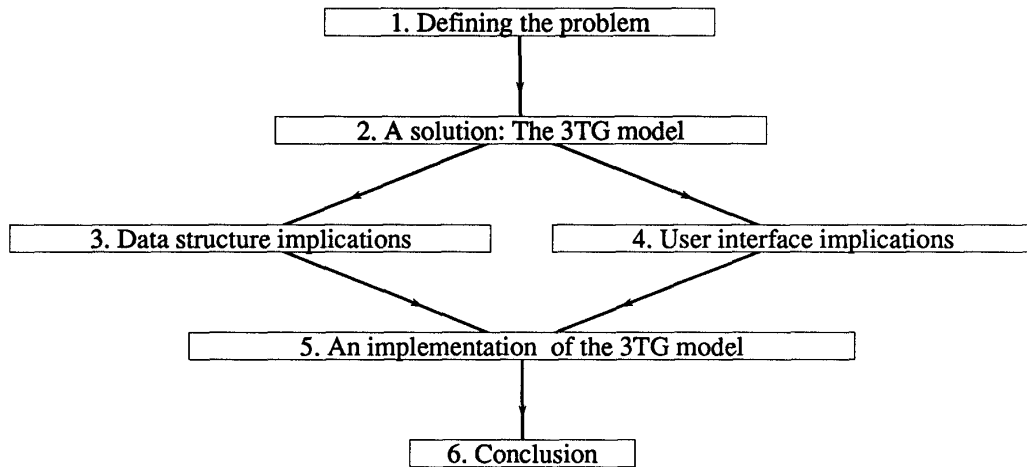 1. Defining the problem
2. A solution: The 3TG model
3. Data structure implications
4. User interface implications
5. An implementation of the 3TG model
6. Conclusion